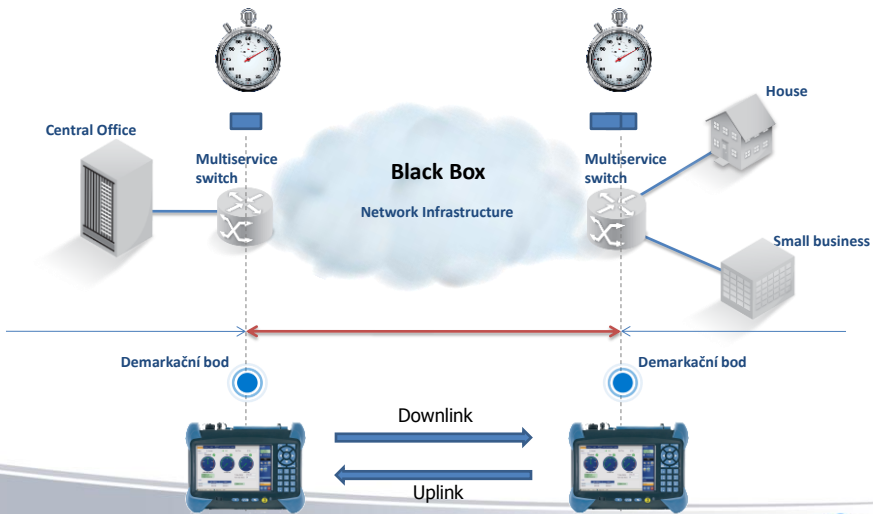 House
Central Office
Multiservice
switch
Black Box
Network Infrastructure
Multiservice
switch
Small business
Demarkační bod
Demarkační bod
Downlink
Uplink